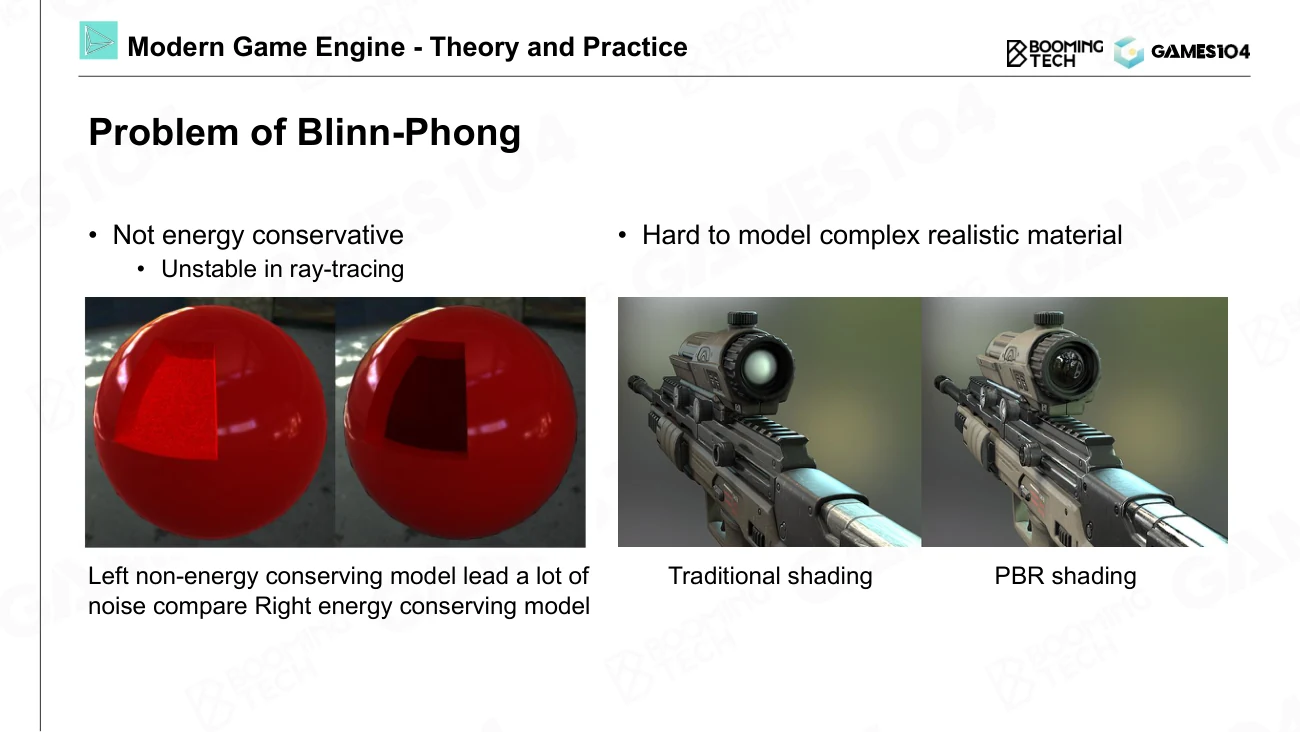 Modern Game Engine - Theory and Practice
BOOMING
TECH
GAMES104
Problem of Blinn-Phong
• Not energy conservative
• Unstable in ray-tracing
• Hard to model complex realistic material
Left non-energy conserving model lead a lot of
noise compare Right energy conserving model
Traditional shading
PBR shading